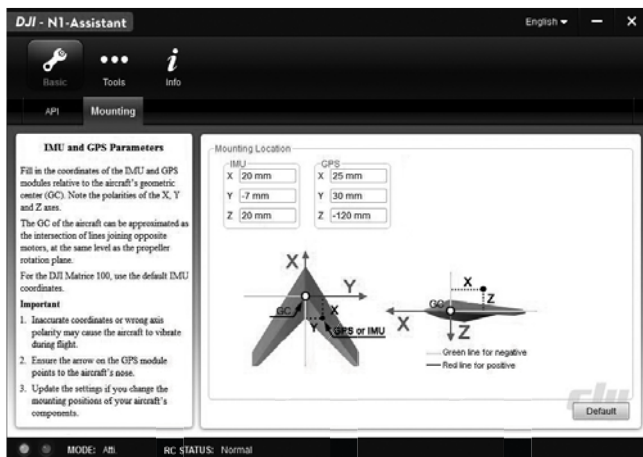 DJI - N1-Assistant
English
Basic
Tools
Info
API
Mounting
IMU and GPS Parameters
Fill in the coordinates of the IMU and GPS
modules relative to the aircraft's geometric
center (GC). Note the polarities of the X, Y
and Z axes.
The GC of the aircraft can be approximated as
the intersection of lines joining opposite
motors, at the same level as the propeller
rotation plane.
For the DJI Matrice 100, use the default IMU
coordinates.
Important
1. Inaccurate coordinates or wrong axis
polarity may cause the aircraft to vibrate
during flight.
2. Ensure the arrow on the GPS module
points to the aircraft's nose.
3. Update the settings if you change the
mounting positions of your aircraft's
components.
Mounting Location
IMU
X 20 mm
Y -7 mm
Z 20 mm
GPS
X 25 mm
Y 30 mm
Z -120 mm
X
Y
GC
X
Y
GPS or IMU
X
GC
Z
X
Z
Green line for negative
Red line for positive
dji
Default
MODE: Atti.
RC STATUS: Normal